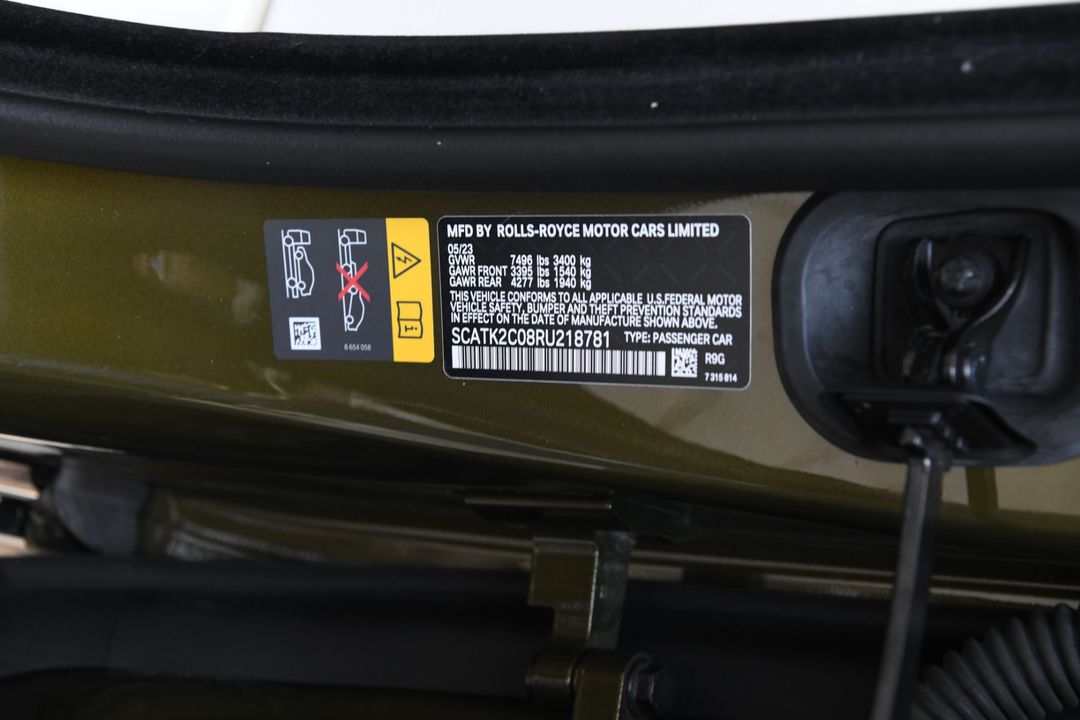 MFD BY ROLLS-ROYCE MOTOR CARS LIMITED
05/23
GVWR 7496 lbs 3400 kg
GAWR FRONT 3395 lbs 1540 kg
GAWR REAR 4277 lbs 1940 kg
THIS VEHICLE CONFORMS TO ALL APPLICABLE U.S.FEDERAL MOTOR
VEHICLE SAFETY, BUMPER AND THEFT PREVENTION STANDARDS
IN EFFECT ON THE DATE OF MANUFACTURE SHOWN ABOVE.
SCATK2C08RU218781 TYPE: PASSENGER CAR
R9G
7 315 814
8 654 058